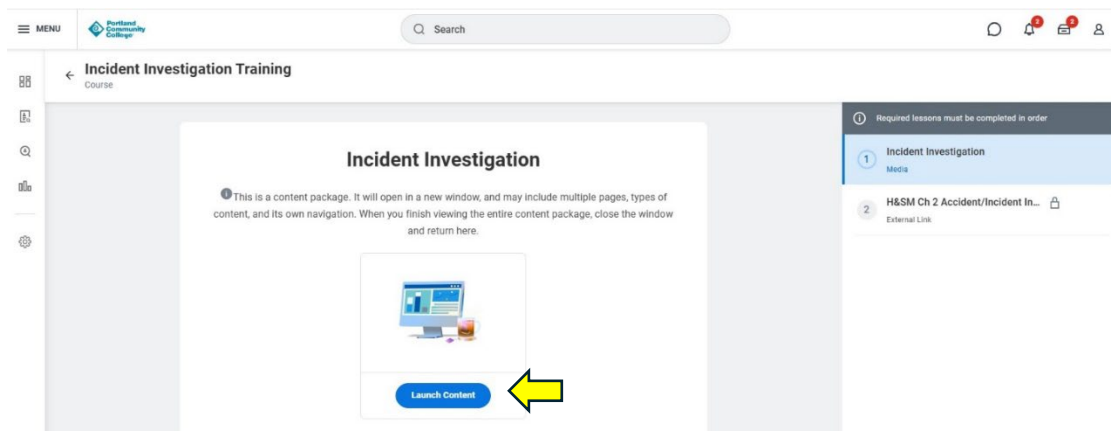 MENU
Portland
Community
College
Search
Incident Investigation Training
Course
Required lessons must be completed in order
Incident Investigation
This is a content package. It will open in a new window, and may include multiple pages, types of
content, and its own navigation. When you finish viewing the entire content package, close the window
and return here.
Launch Content
1
Incident Investigation
Media
2
H&SM Ch 2 Accident/Incident In...
External Link